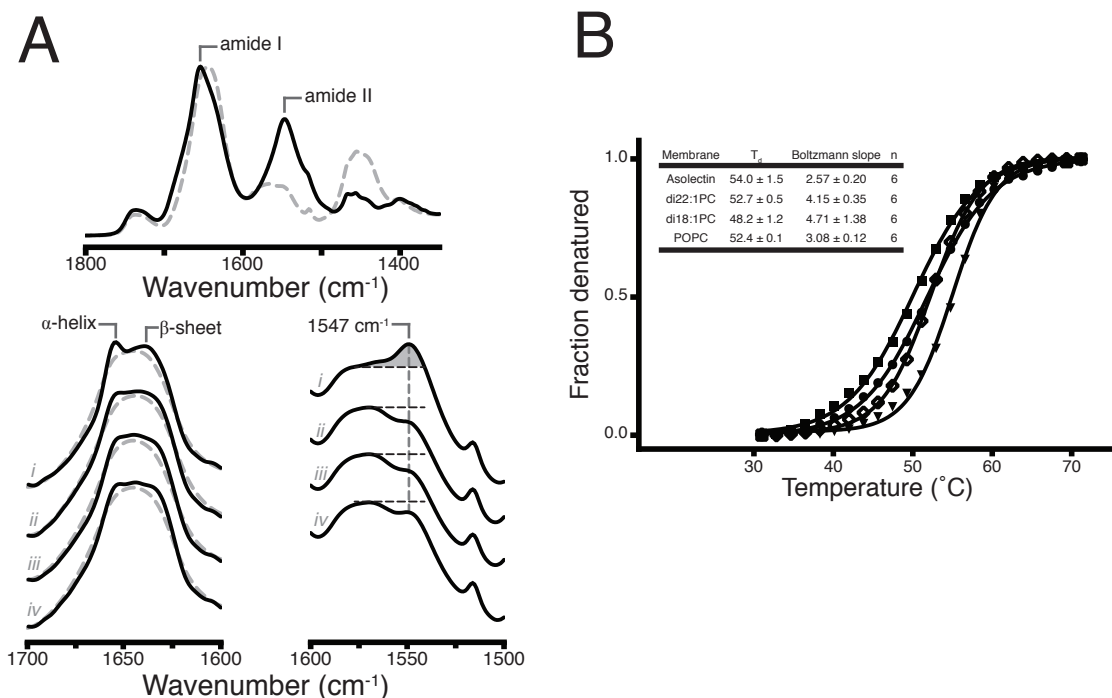 A
amide I
amide II
1800
1600
1400
Wavenumber (cm-1)
α-helix
β-sheet
1547 cm-1
i
ii
iii
iv
i
ii
iii
iv
1700
1650
1600
1600
1550
1500
Wavenumber (cm-1)
B
Membrane Td Boltzmann slope n
Asolectin 54.0 ± 1.5 2.57 ± 0.20 6
di22:1PC 52.7 ± 0.5 4.15 ± 0.35 6
di18:1PC 48.2 ± 1.2 4.71 ± 1.38 6
POPC 52.4 ± 0.1 3.08 ± 0.12 6
Fraction denatured
1.0
0.5
0.0
30
40
50
60
70
Temperature (˚C)